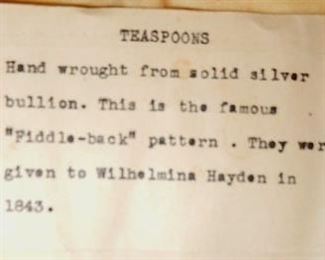 TEASPOONS
Hand wrought from solid silver
bullion. This is the famous
"Fiddle-back" pattern . They wer
given to Wilhelmina Hayden in
1843.